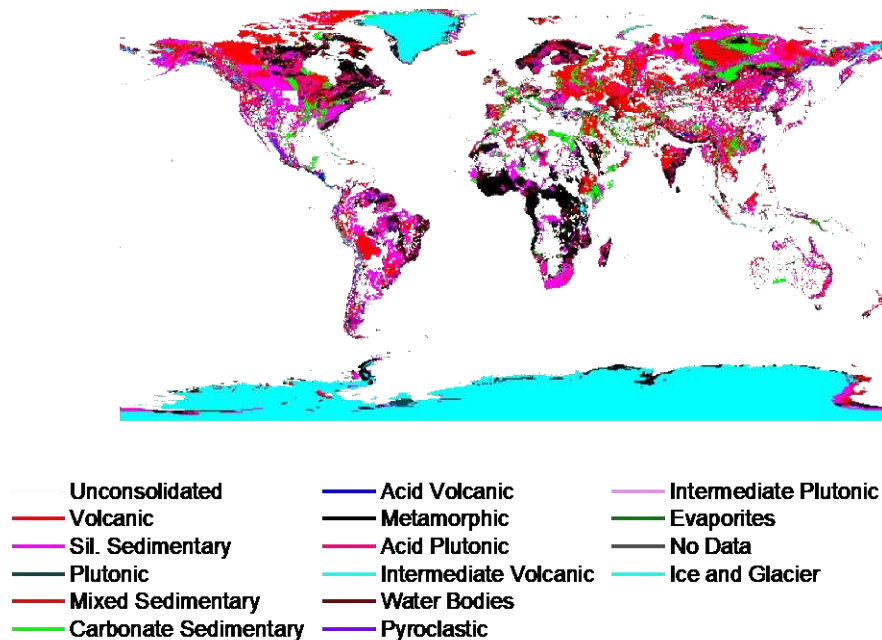 Unconsolidated
Volcanic
Sil. Sedimentary
Plutonic
Mixed Sedimentary
Carbonate Sedimentary
Acid Volcanic
Metamorphic
Acid Plutonic
Intermediate Volcanic
Water Bodies
Pyroclastic
Intermediate Plutonic
Evaporites
No Data
Ice and Glacier